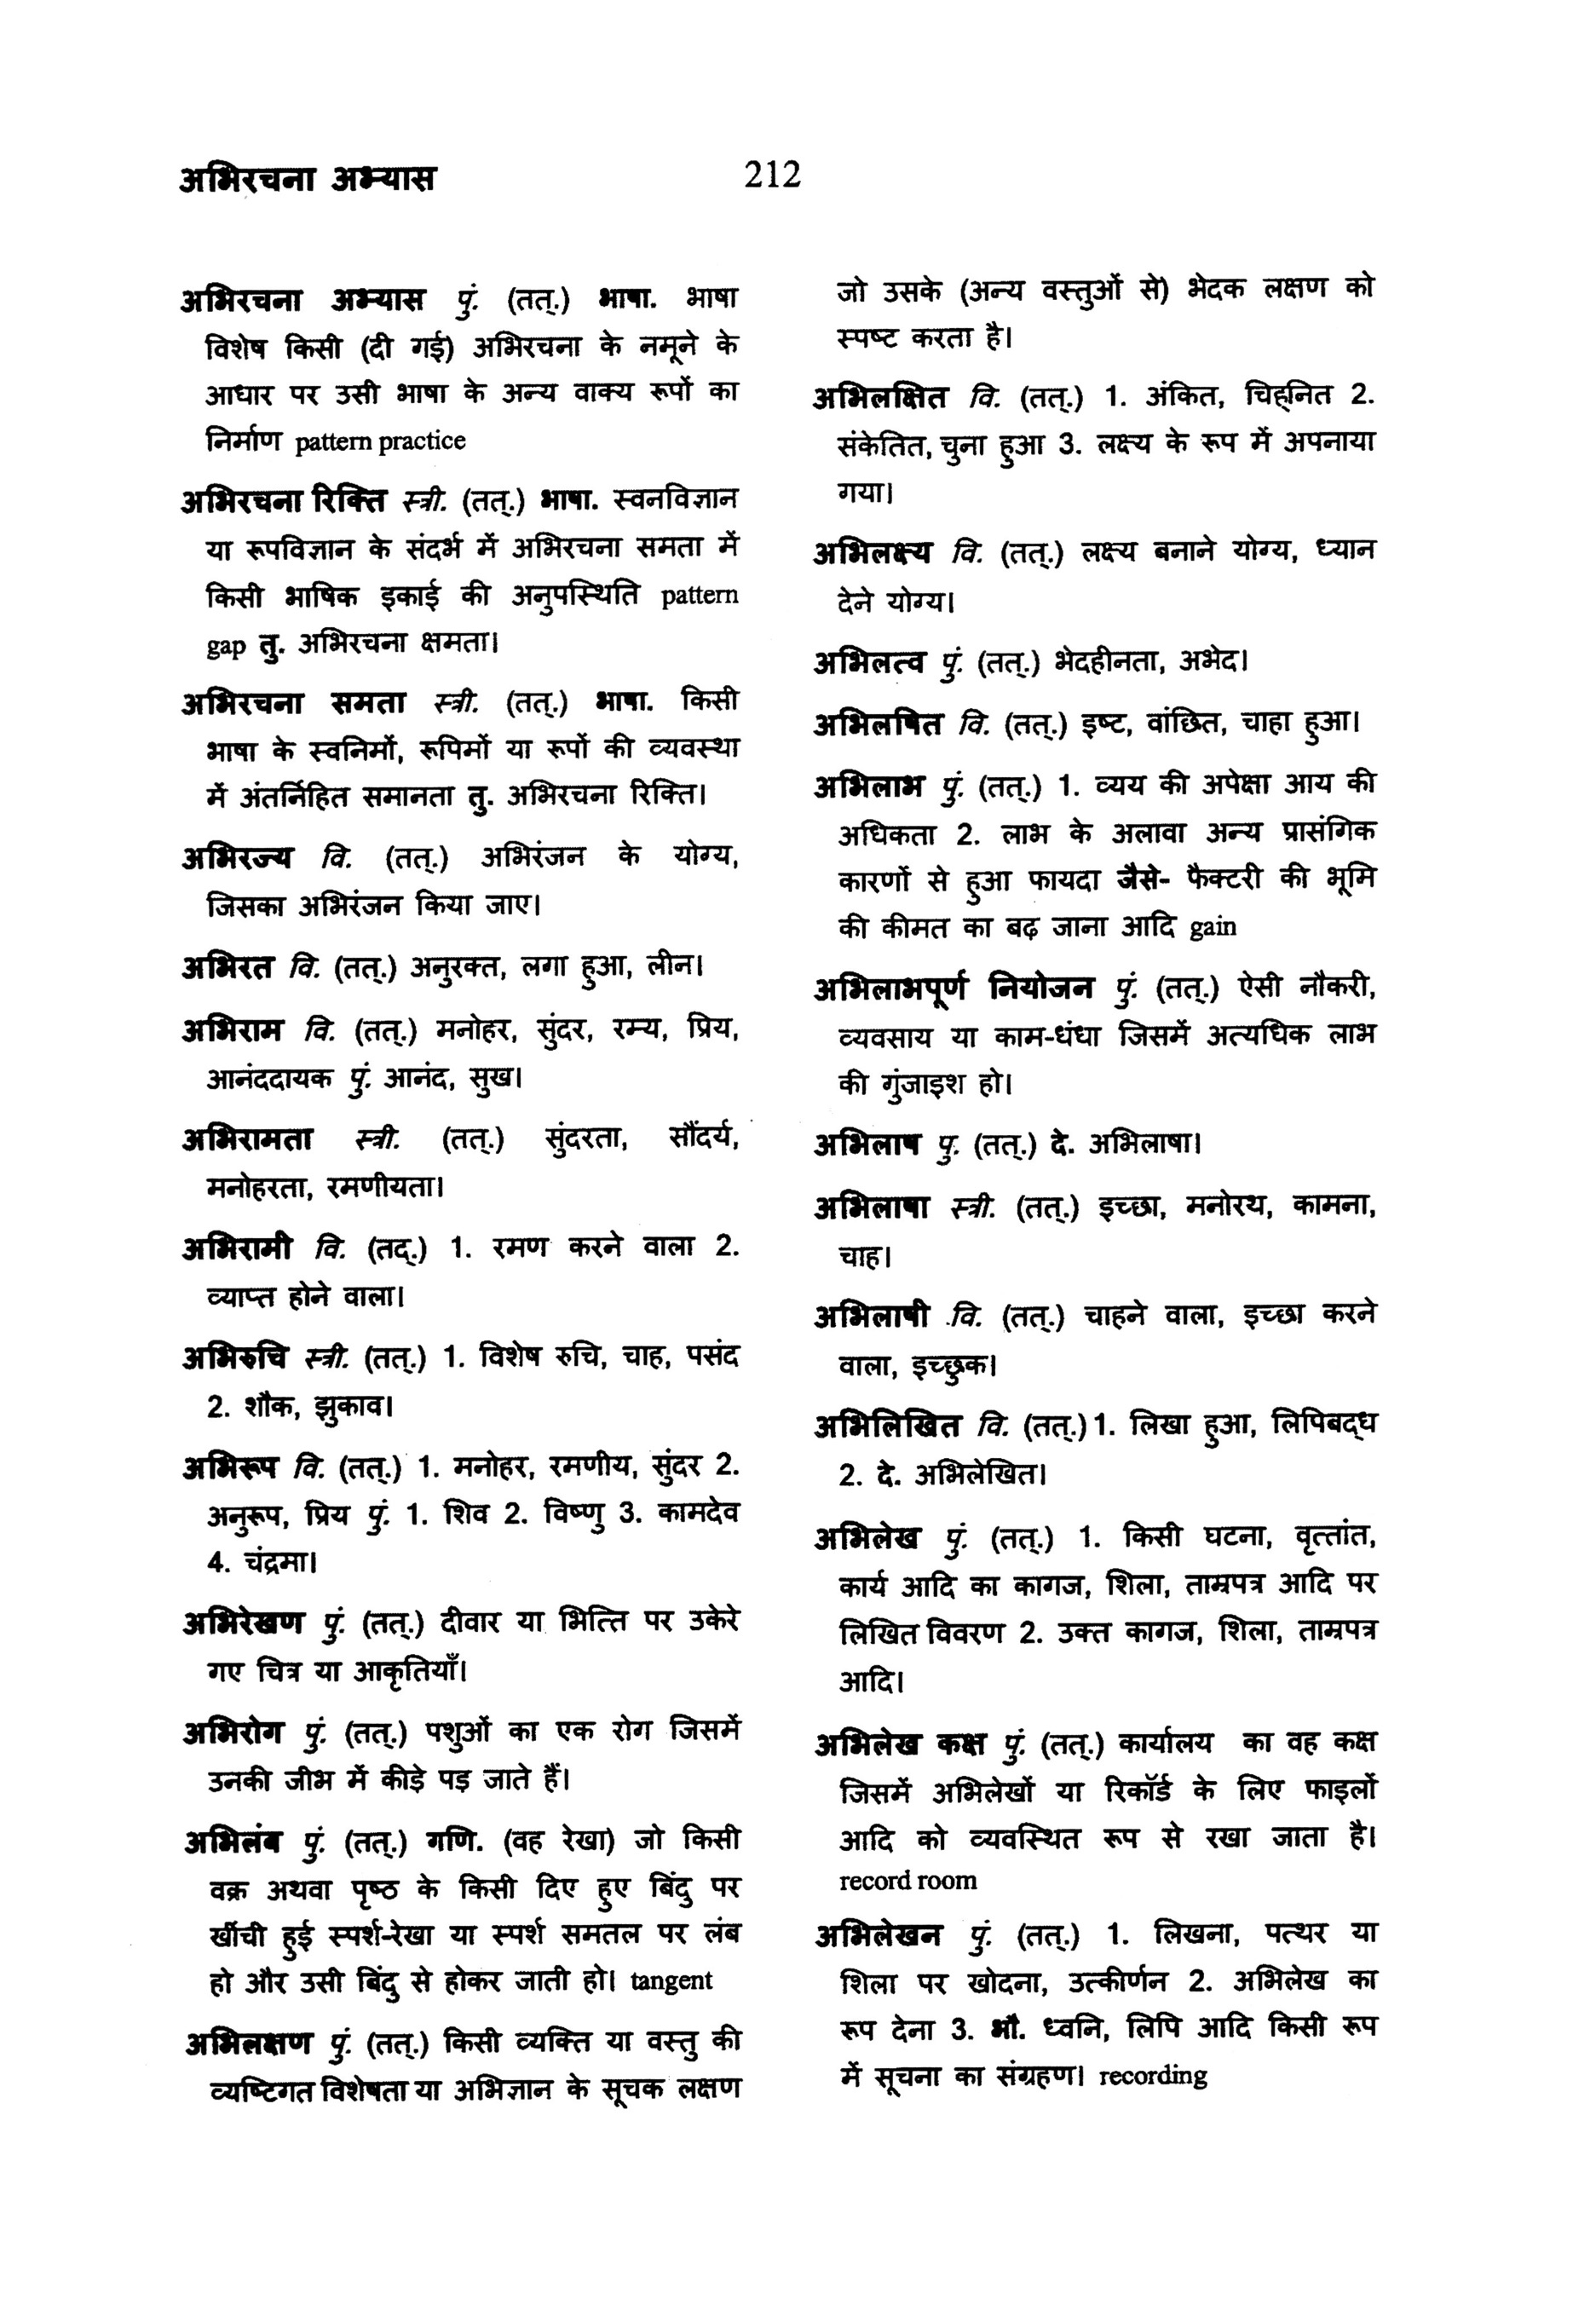 अभिरचना अभ्यास
212
अभिरचना अभ्यास पुं. (तत्.) भाषा. भाषा
विशेष किसी (दी गई) अभिरचना के नमूने के
आधार पर उसी भाषा के अन्य वाक्य रूपों का
निर्माण pattern practice
अभिरचना रिक्ति स्त्री. (तत्.) भाषा. स्वनविज्ञान
या रूपविज्ञान के संदर्भ में अभिरचना समता में
किसी भाषिक इकाई की अनुपस्थिति pattern
gap तु. अभिरचना क्षमता।
अभिरचना समता स्त्री. (तत्.) भाषा. किसी
भाषा के स्वनिमों, रूपिमों या रूपों की व्यवस्था
में अंतर्निहित समानता तु. अभिरचना रिक्ति।
अभिरज्य वि. (तत्.) अभिरंजन के योग्य,
जिसका अभिरंजन किया जाए।
अभिरत वि. (तत्.) अनुरक्त, लगा हुआ, लीन।
अभिराम वि. (तत्.) मनोहर, सुंदर, रम्य, प्रिय,
आनंददायक पुं. आनंद, सुख।
अभिरामता स्त्री. (तत्.) सुंदरता, सौंदर्य,
मनोहरता, रमणीयता।
अभिरामी वि. (तद्.) 1. रमण करने वाला 2.
व्याप्त होने वाला।
अभिरुचि स्त्री. (तत्.) 1. विशेष रुचि, चाह, पसंद
2. शौक, झुकाव।
अभिरूप वि. (तत्.) 1. मनोहर, रमणीय, सुंदर 2.
अनुरूप, प्रिय पुं. 1. शिव 2. विष्णु 3. कामदेव
4. चंद्रमा।
अभिरेखण पुं. (तत्.) दीवार या भित्ति पर उकेरे
गए चित्र या आकृतियाँ।
अभिरोग पुं. (तत्.) पशुओं का एक रोग जिसमें
उनकी जीभ में कीड़े पड़ जाते हैं।
अभिलंब पुं. (तत्.) गणि. (वह रेखा) जो किसी
वक्र अथवा पृष्ठ के किसी दिए हुए बिंदु पर
खींची हुई स्पर्श-रेखा या स्पर्श समतल पर लंब
हो और उसी बिंदु से होकर जाती हो। tangent
अभिलक्षण पुं. (तत्.) किसी व्यक्ति या वस्तु की
व्यष्टिगत विशेषता या अभिज्ञान के सूचक लक्षण
जो उसके (अन्य वस्तुओं से) भेदक लक्षण को
स्पष्ट करता है।
अभिलक्षित वि. (तत्.) 1. अंकित, चिह्‌नित 2.
संकेतित, चुना हुआ 3. लक्ष्य के रूप में अपनाया
गया।
अभिलक्ष्य वि. (तत्.) लक्ष्य बनाने योग्य, ध्यान
देने योग्य।
अभिलत्व पुं. (तत्.) भेदहीनता, अभेद।
अभिलषित वि. (तत्.) इष्ट, वांछित, चाहा हुआ।
अभिलाभ पुं. (तत्.) 1. व्यय की अपेक्षा आय की
अधिकता 2. लाभ के अलावा अन्य प्रासंगिक
कारणों से हुआ फायदा जैसे- फैक्टरी की भूमि
की कीमत का बढ़ जाना आदि gain
अभिलाभपूर्ण नियोजन पुं. (तत्.) ऐसी नौकरी,
व्यवसाय या काम-धंधा जिसमें अत्यधिक लाभ
की गुंजाइश हो।
अभिलाष पु. (तत्.) दे. अभिलाषा।
अभिलाषा स्त्री. (तत्.) इच्छा, मनोरथ, कामना,
चाह।
अभिलाषी वि. (तत्.) चाहने वाला, इच्छा करने
वाला, इच्छुक।
अभिलिखित वि. (तत्.) 1. लिखा हुआ, लिपिबद्‌ध
2. दे. अभिलेखित।
अभिलेख पुं. (तत्.) 1. किसी घटना, वृत्तांत,
कार्य आदि का कागज, शिला, ताम्रपत्र आदि पर
लिखित विवरण 2. उक्त कागज, शिला, ताम्रपत्र
आदि।
अभिलेख कक्ष पुं. (तत्.) कार्यालय का वह कक्ष
जिसमें अभिलेखों या रिकॉर्ड के लिए फाइलों
आदि को व्यवस्थित रूप से रखा जाता है।
record room
अभिलेखन पुं. (तत्.) 1. लिखना, पत्थर या
शिला पर खोदना, उत्कीर्णन 2. अभिलेख का
रूप देना 3. भौ. ध्वनि, लिपि आदि किसी रूप
में सूचना का संग्रहण। recording